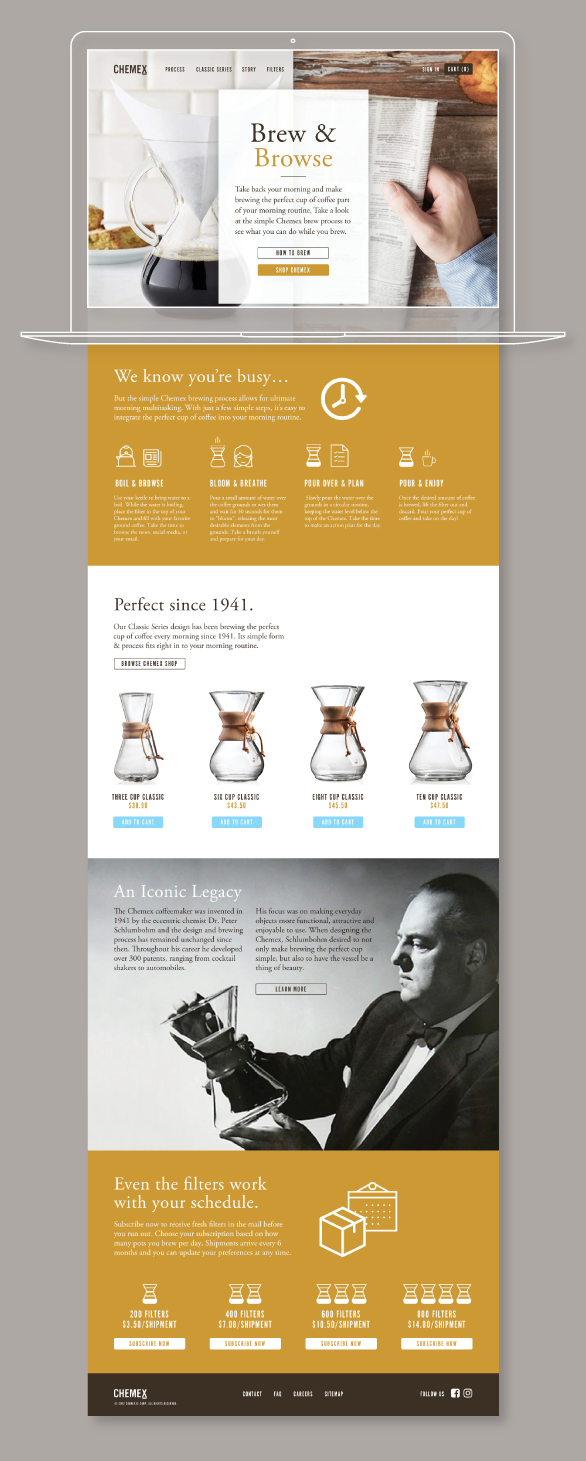 CHEMEX PROCESS CLASSIC SERIES STORY FILTERS SIGN IN CART (0)
Brew &
Browse
Take back your morning and make
brewing the perfect cup of coffee part
of your morning routine. Take a look
at the simple Chemex brew process to
see what you can do while you brew.
HOW TO BREW
SHOP CHEMEX
We know you're busy…
But the simple Chemex brewing process allows for ultimate
morning multitasking. With just a few simple steps, it's easy to
integrate the perfect cup of coffee into your morning routine.
BOIL & BROWSE
Use your kettle to bring water to a
boil. While the water is boiling,
place the filter in the top of your
Chemex and fill with your favorite
ground coffee. Take the time to
browse the news, social media, or
your email.
BLOOM & BREATHE
Pour a small amount of water over
the coffee grounds to wet them
and wait for 30 seconds for them
to "bloom", releasing the most
desirable elements from the
grounds. Take a breath yourself
and prepare for your day.
POUR OVER & PLAN
Slowly pour the water over the
grounds in a circular motion,
keeping the water level below the
top of the Chemex. Take the time
to make an action plan for the day.
POUR & ENJOY
Once the desired amount of coffee
is brewed, lift the filter out and
discard. Pour your perfect cup of
coffee and take on the day!
Perfect since 1941.
Our Classic Series design has been brewing the perfect
cup of coffee every morning since 1941. Its simple form
& process fits right in to your morning routine.
BROWSE CHEMEX SHOP
THREE CUP CLASSIC
$38.90
ADD TO CART
SIX CUP CLASSIC
$43.50
ADD TO CART
EIGHT CUP CLASSIC
$45.50
ADD TO CART
TEN CUP CLASSIC
$47.50
ADD TO CART
An Iconic Legacy
The Chemex coffeemaker was invented in
1941 by the eccentric chemist Dr. Peter
Schlumbohm and the design and brewing
process has remained unchanged since
then. Throughout his career he developed
over 300 patents, ranging from cocktail
shakers to automobiles.
His focus was on making everyday
objects more functional, attractive and
enjoyable to use. When designing the
Chemex, Schlumbohm desired to not
only make brewing the perfect cup
simple, but also to have the vessel be a
thing of beauty.
LEARN MORE
Even the filters work
with your schedule.
Subscribe now to receive fresh filters in the mail before
you run out. Choose your subscription based on how
many pots you brew per day. Shipments arrive every 6
months and you can update your preferences at any time.
200 FILTERS
$3.50/SHIPMENT
SUBSCRIBE NOW
400 FILTERS
$7.00/SHIPMENT
SUBSCRIBE NOW
600 FILTERS
$10.50/SHIPMENT
SUBSCRIBE NOW
800 FILTERS
$14.00/SHIPMENT
SUBSCRIBE NOW
CHEMEX CONTACT FAQ CAREERS SITEMAP FOLLOW US